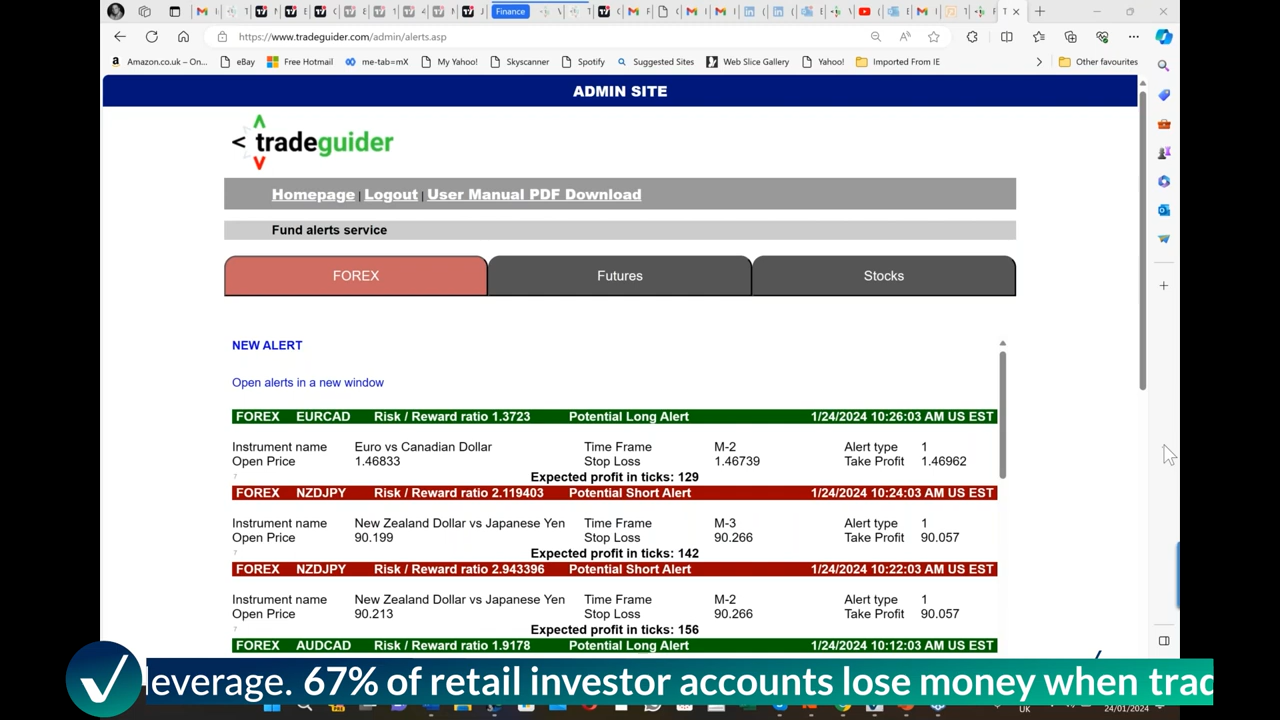 Finance
https://www.tradeguider.com/admin/alerts.asp
Amazon.co.uk – On... eBay Free Hotmail me-tab=mX My Yahoo! Skyscanner Spotify Suggested Sites Web Slice Gallery Yahoo! Imported From IE Other favourites
ADMIN SITE
tradeguider
Homepage | Logout | User Manual PDF Download
Fund alerts service
FOREX Futures Stocks
NEW ALERT
Open alerts in a new window
FOREX EURCAD Risk / Reward ratio 1.3723 Potential Long Alert 1/24/2024 10:26:03 AM US EST
Instrument name Euro vs Canadian Dollar Time Frame M-2 Alert type 1
Open Price 1.46833 Stop Loss 1.46739 Take Profit 1.46962
Expected profit in ticks: 129
FOREX NZDJPY Risk / Reward ratio 2.119403 Potential Short Alert 1/24/2024 10:24:03 AM US EST
Instrument name New Zealand Dollar vs Japanese Yen Time Frame M-3 Alert type 1
Open Price 90.199 Stop Loss 90.266 Take Profit 90.057
Expected profit in ticks: 142
FOREX NZDJPY Risk / Reward ratio 2.943396 Potential Short Alert 1/24/2024 10:22:03 AM US EST
Instrument name New Zealand Dollar vs Japanese Yen Time Frame M-2 Alert type 1
Open Price 90.213 Stop Loss 90.266 Take Profit 90.057
Expected profit in ticks: 156
FOREX AUDCAD Risk / Reward ratio 1.9178 Potential Long Alert 1/24/2024 10:12:03 AM US EST
leverage. 67% of retail investor accounts lose money when trad
UK 24/01/2024